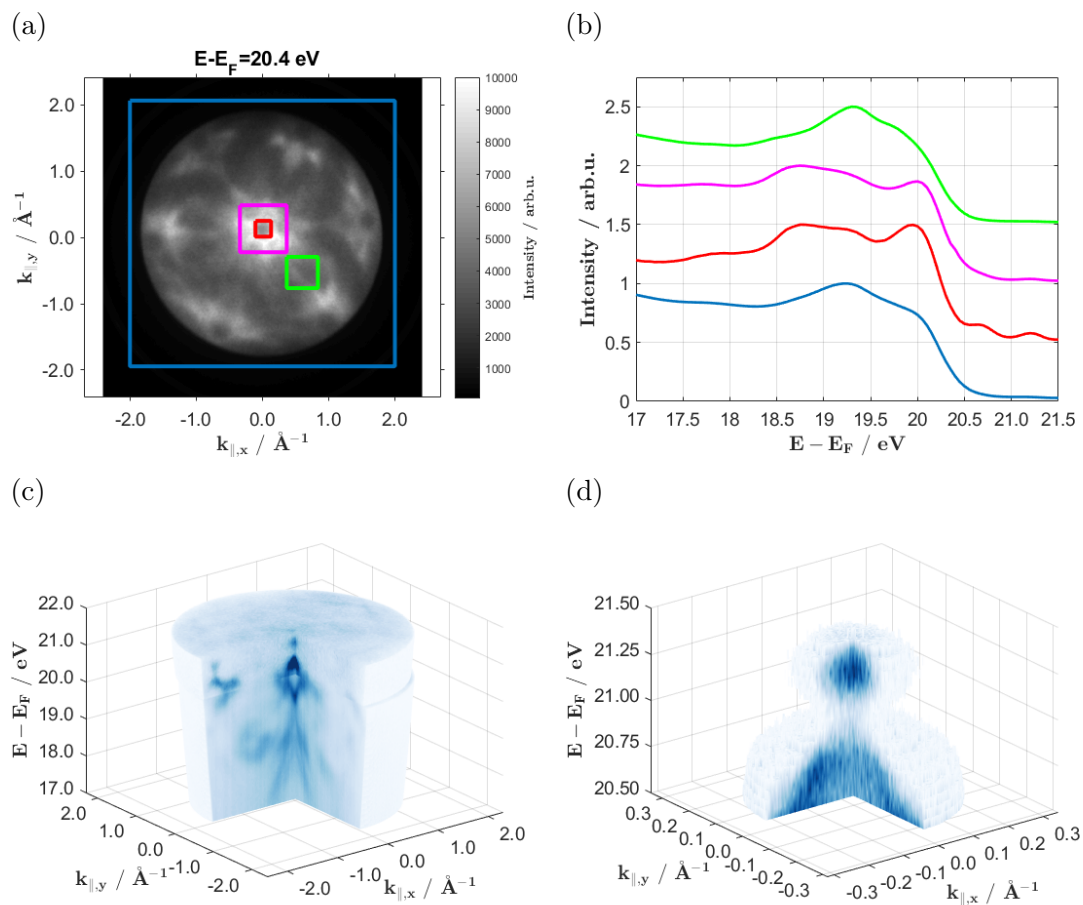 (a)
E-E_F=20.4 eV
2.0
1.0
0.0
-1.0
-2.0
k∥,y / Å⁻¹
-2.0 -1.0 0.0 1.0 2.0
k∥,x / Å⁻¹
10000
9000
8000
7000
6000
5000
4000
3000
2000
1000
Intensity / arb.u.
(b)
2.5
2
1.5
1
0.5
0
Intensity / arb.u.
17 17.5 18 18.5 19 19.5 20 20.5 21 21.5
E − E_F / eV
(c)
22.0
21.0
20.0
19.0
18.0
17.0
E − E_F / eV
2.0 1.0 0.0 -1.0 -2.0
k∥,y / Å⁻¹
-2.0 -1.0 0.0 1.0 2.0
k∥,x / Å⁻¹
(d)
21.50
21.25
21.00
20.75
20.50
E − E_F / eV
0.3 0.2 0.1 0.0 -0.1 -0.2 -0.3
k∥,y / Å⁻¹
-0.3 -0.2 -0.1 0.0 0.1 0.2 0.3
k∥,x / Å⁻¹